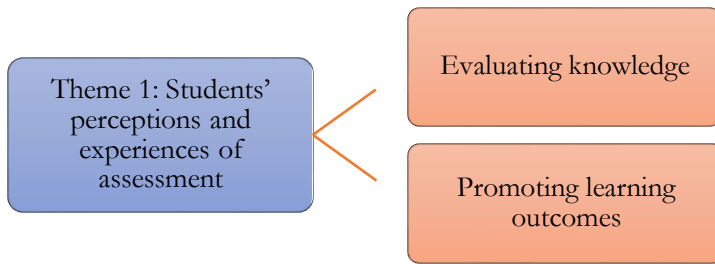 Theme 1: Students’
perceptions and
experiences of
assessment
Evaluating knowledge
Promoting learning
outcomes